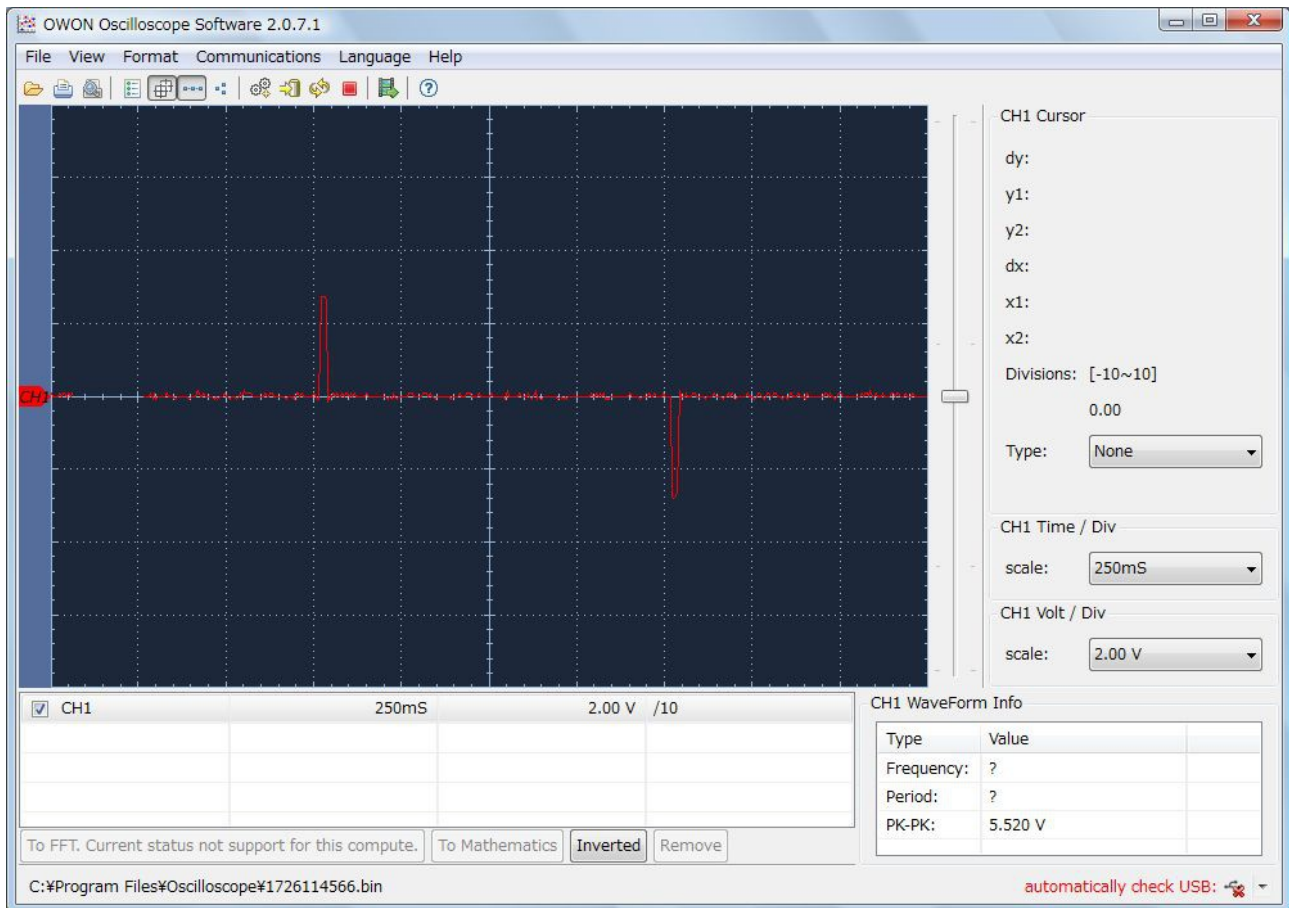 OWON Oscilloscope Software 2.0.7.1
File View Format Communications Language Help
CH1
CH1 Cursor
dy:
y1:
y2:
dx:
x1:
x2:
Divisions: [-10~10]
0.00
Type: None
CH1 Time / Div
scale: 250mS
CH1 Volt / Div
scale: 2.00 V
CH1 250mS 2.00 V /10
To FFT. Current status not support for this compute. To Mathematics Inverted Remove
CH1 WaveForm Info
Type Value
Frequency: ?
Period: ?
PK-PK: 5.520 V
C:¥Program Files¥Oscilloscope¥1726114566.bin
automatically check USB: